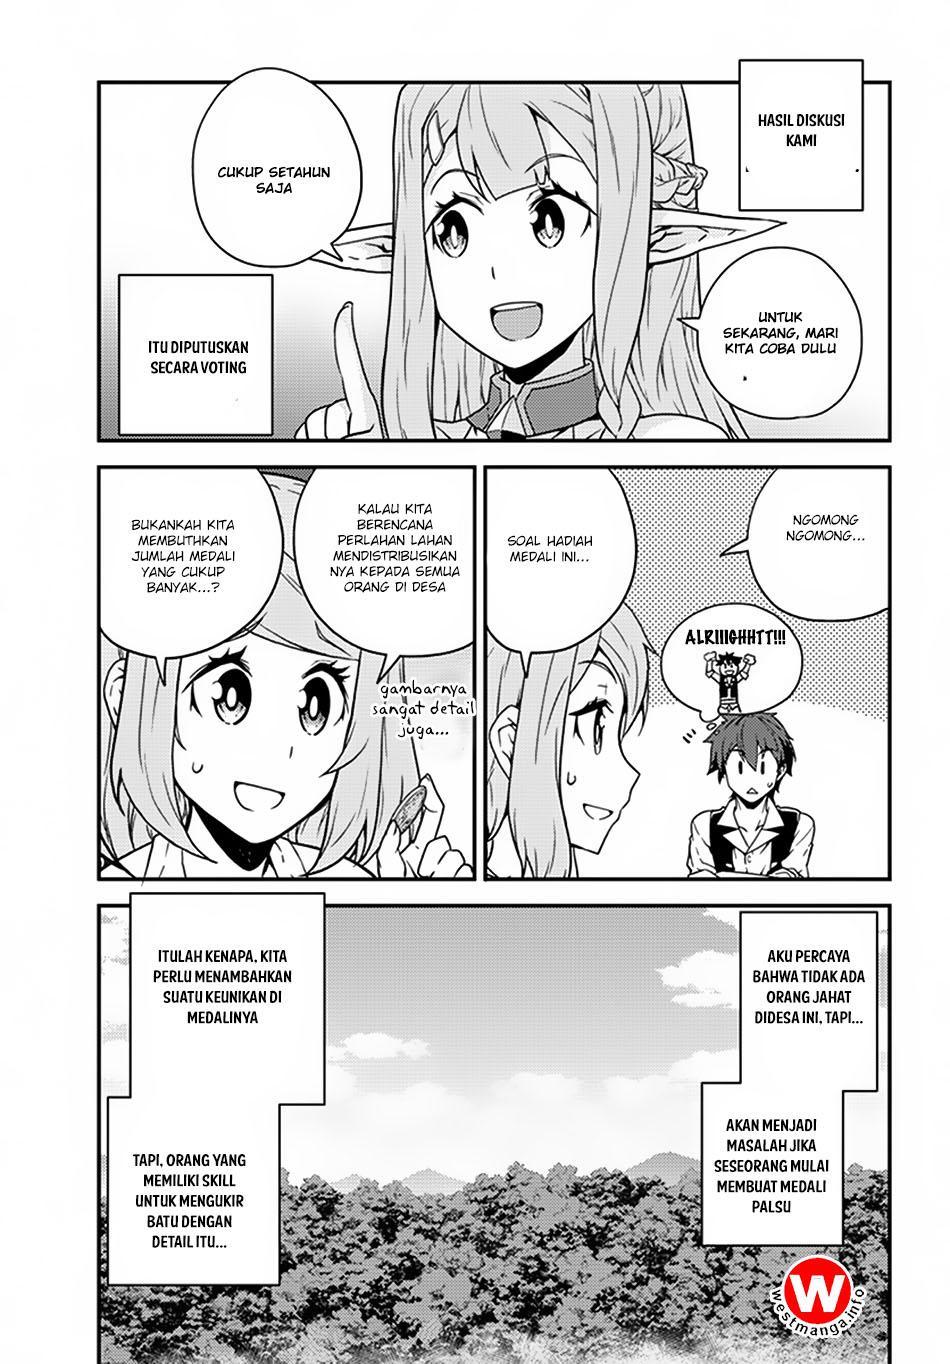 HASIL DISKUSI
KAMI
CUKUP SETAHUN
SAJA
UNTUK
SEKARANG, MARI
KITA COBA DULU
ITU DIPUTUSKAN
SECARA VOTING
NGOMONG
NGOMONG...
ALRIIIGHHTT!!!
SOAL HADIAH
MEDALI INI...
KALAU KITA
BERENCANA
PERLAHAN LAHAN
MENDISTRIBUSIKAN
NYA KEPADA SEMUA
ORANG DI DESA
BUKANKAH KITA
MEMBUTHKAN
JUMLAH MEDALI
YANG CUKUP
BANYAK...?
gambarnya
sangat detail
juga...
AKU PERCAYA
BAHWA TIDAK ADA
ORANG JAHAT
DIDESA INI, TAPI...
AKAN MENJADI
MASALAH JIKA
SESEORANG MULAI
MEMBUAT MEDALI
PALSU
ITULAH KENAPA, KITA
PERLU MENAMBAHKAN
SUATU KEUNIKAN DI
MEDALINYA
TAPI, ORANG YANG
MEMILIKI SKILL
UNTUK MENGUKIR
BATU DENGAN
DETAIL ITU...
W
westmanga.info